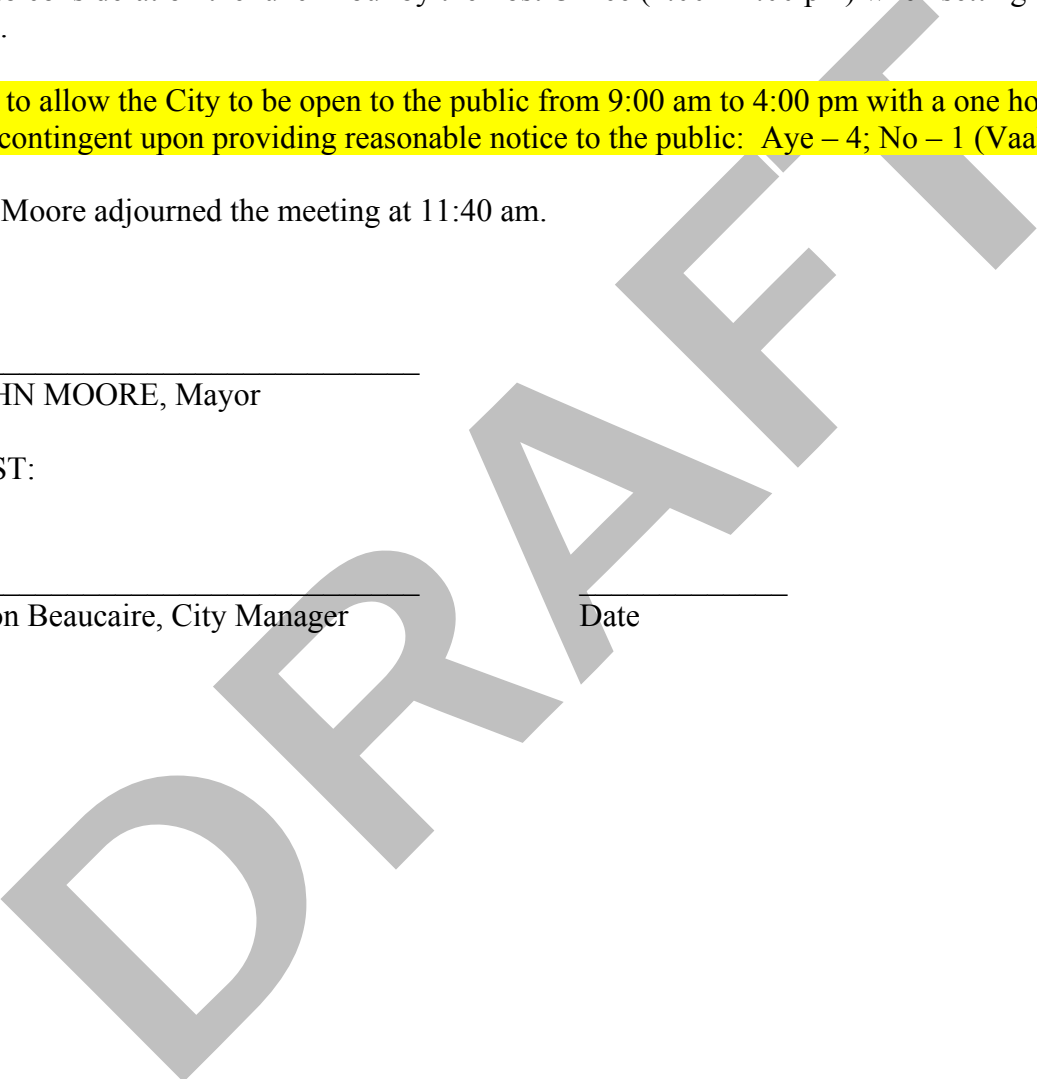 .
to allow the City to be open to the public from 9:00 am to 4:00 pm with a one
contingent upon providing reasonable notice to the public:  Aye – 4; No – 1 (Vaa
Moore adjourned the meeting at 11:40 am.
HN MOORE, Mayor
ST:
on Beaucaire, City Manager Date
DRAFT